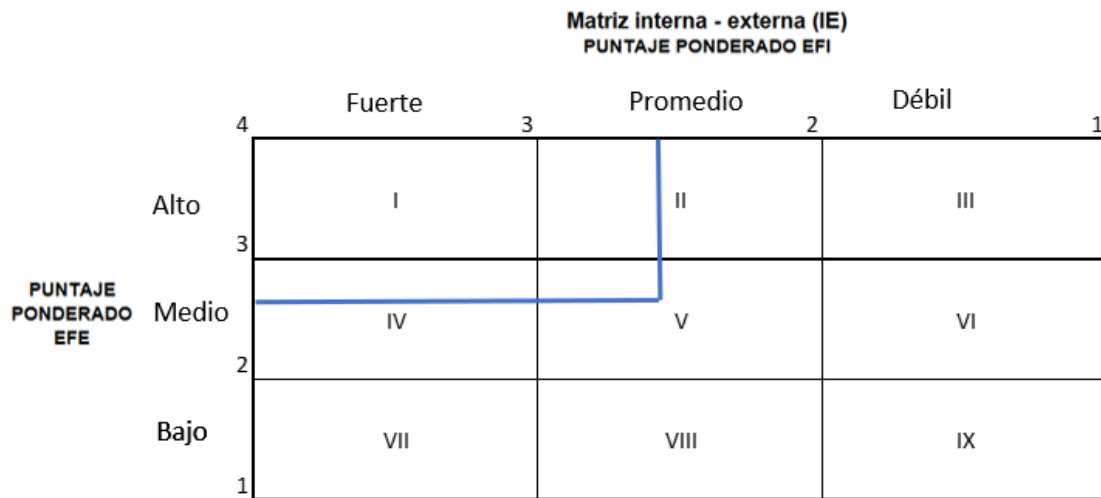 Matriz interna - externa (IE)
PUNTAJE PONDERADO EFI
Fuerte Promedio Débil
4 3 2 1
Alto I II III
3
PUNTAJE
PONDERADO
EFE
Medio IV V VI
2
Bajo VII VIII IX
1